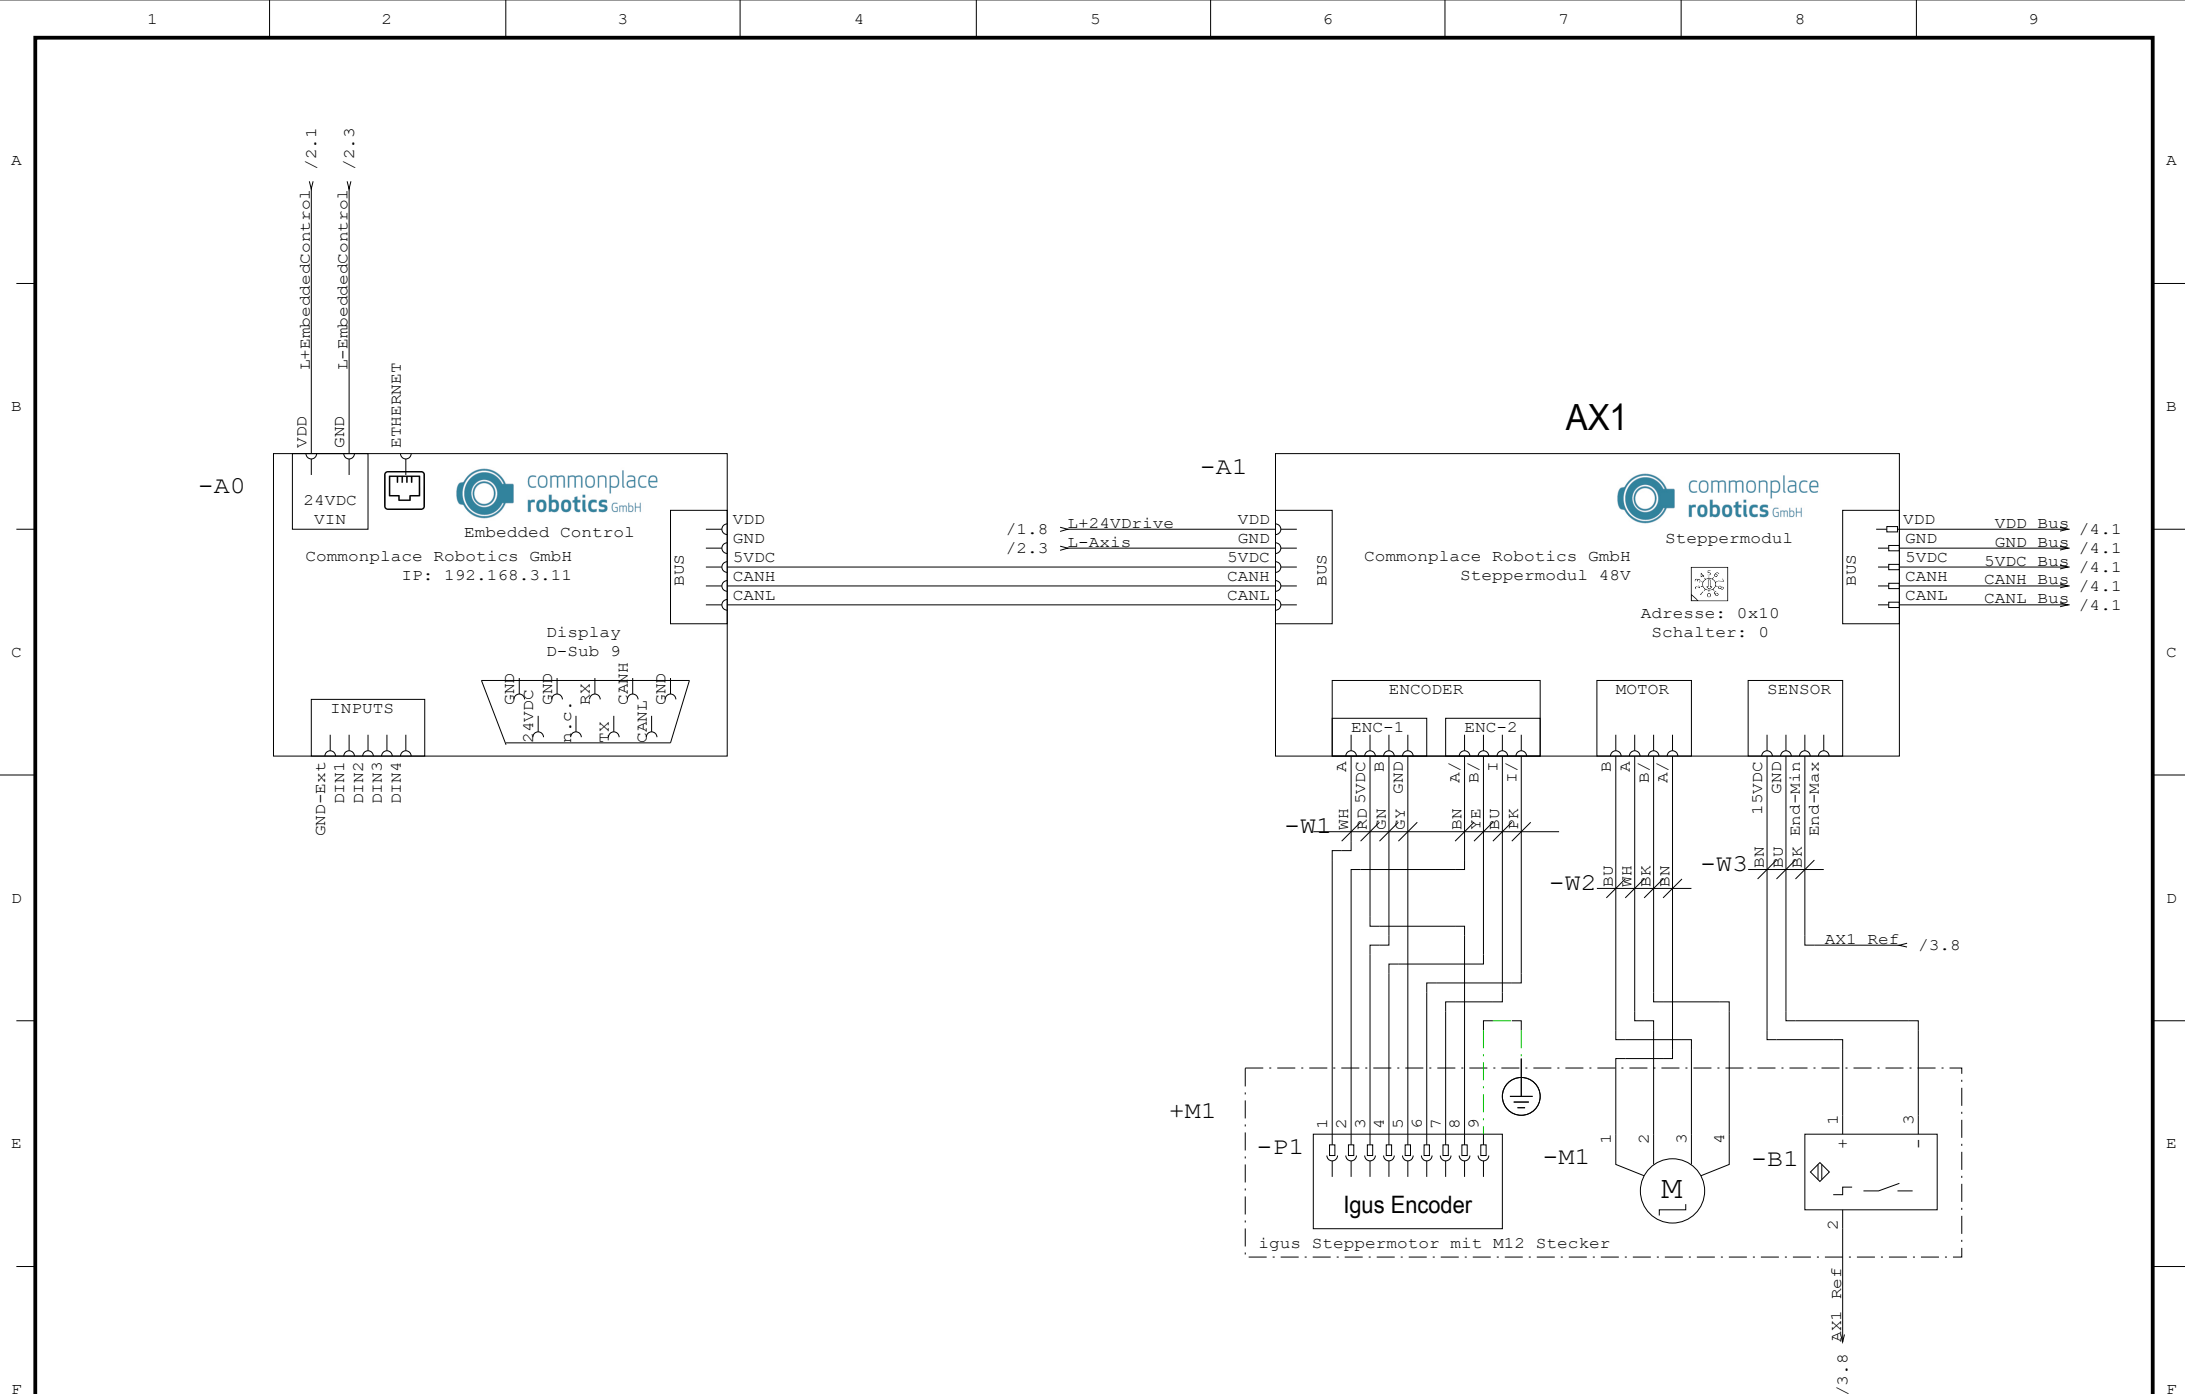 1 2 3 4 5 6 7 8 9
A A
B B
C C
D D
E E
F F
/2.1
/2.3
L+EmbeddedControl
L-EmbeddedControl
VDD
GND
ETHERNET
-A0
24VDC
VIN
commonplace
robotics GmbH
Embedded Control
Commonplace Robotics GmbH
IP: 192.168.3.11
BUS
VDD
GND
5VDC
CANH
CANL
Display
D-Sub 9
GND
24VDC
GND
n.c.
RX
TX
CANH
CANL
GND
INPUTS
GND-Ext
DIN1
DIN2
DIN3
DIN4
/1.8 L+24VDrive
/2.3 L-Axis
AX1
-A1
VDD
GND
5VDC
CANH
CANL
BUS
commonplace
robotics GmbH
Steppermodul
Commonplace Robotics GmbH
Steppermodul 48V
Adresse: 0x10
Schalter: 0
BUS
VDD VDD Bus /4.1
GND GND Bus /4.1
5VDC 5VDC Bus /4.1
CANH CANH Bus /4.1
CANL CANL Bus /4.1
ENCODER
ENC-1 ENC-2
MOTOR
SENSOR
A
5VDC
B
GND
A/
B/
I
I/
B
A
B/
A/
15VDC
GND
End-Min
End-Max
-W1
WH
RD
GN
GY
BN
YE
BU
PK
-W2
BU
WH
BK
BN
-W3
BN
BU
BK
AX1 Ref /3.8
+M1
-P1
1
2
3
4
5
6
7
8
9
Igus Encoder
-M1
1
2
3
4
M
-B1
1
3
+ -
2
igus Steppermotor mit M12 Stecker
AX1 Ref
/3.8